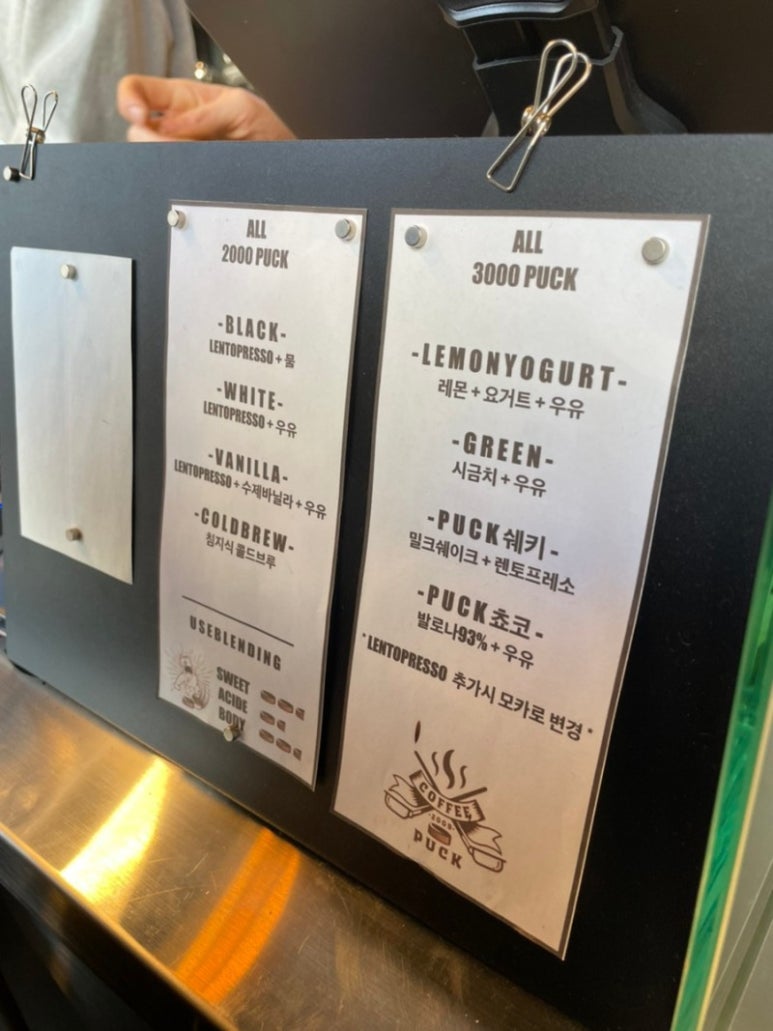 ALL
2000 PUCK
-BLACK-
LENTOPRESSO + 물
-WHITE-
LENTOPRESSO + 우유
-VANILLA-
LENTOPRESSO + 수제바닐라 + 우유
-COLDBREW-
침지식 콜드브루
USEBLENDING
SWEET
ACIDE
BODY
ALL
3000 PUCK
-LEMONYOGURT-
레몬 + 요거트 + 우유
-GREEN-
시금치 + 우유
-PUCK쉐키-
밀크쉐이크 + 렌토프레소
-PUCK쵸코-
발로나93% + 우유
*LENTOPRESSO 추가시 모카로 변경*
COFFEE
2009
PUCK